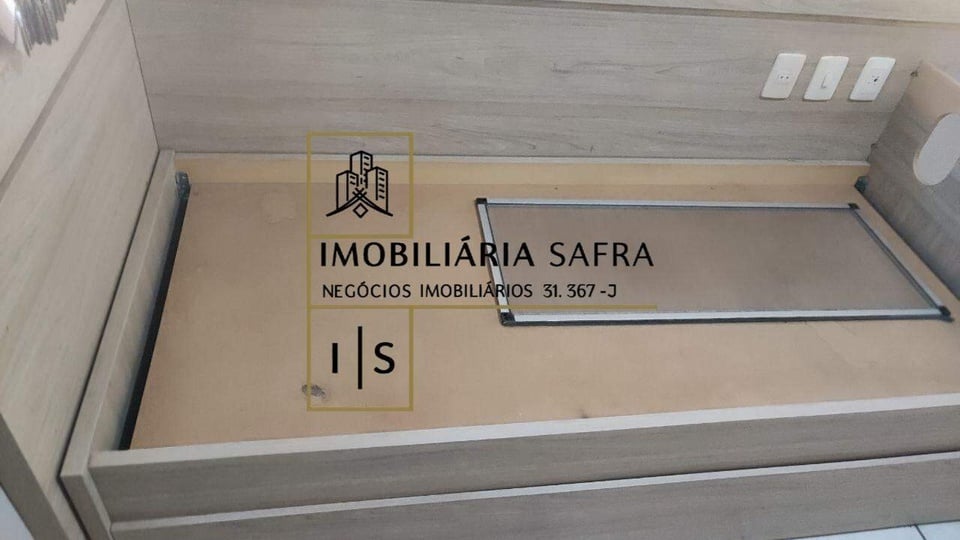 IMOBILIÁRIA SAFRA
NEGÓCIOS IMOBILIÁRIOS 31.367-J
I|S